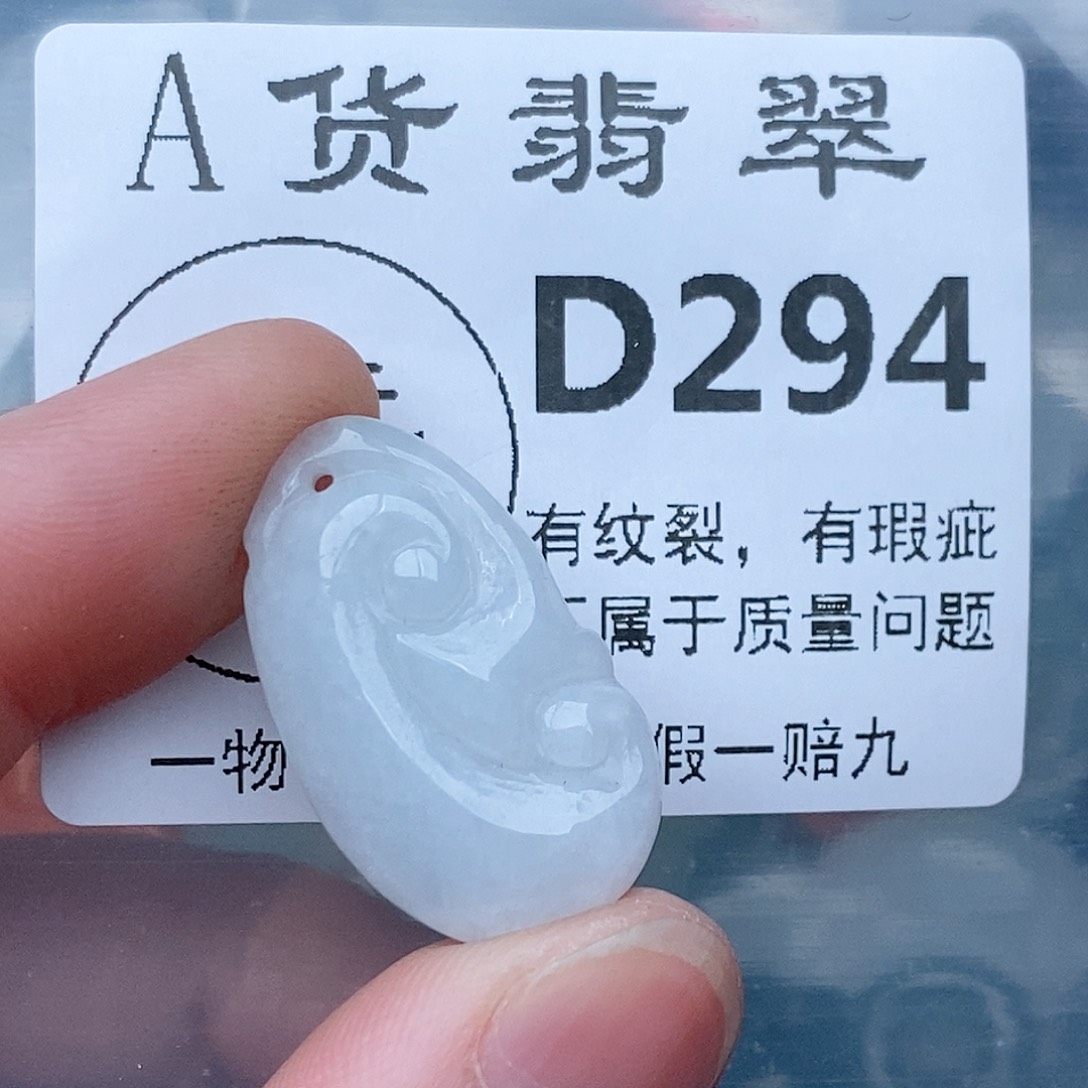 A货翡翠
D294
有纹裂，有瑕疵
属于质量问题
一物
假一赔九